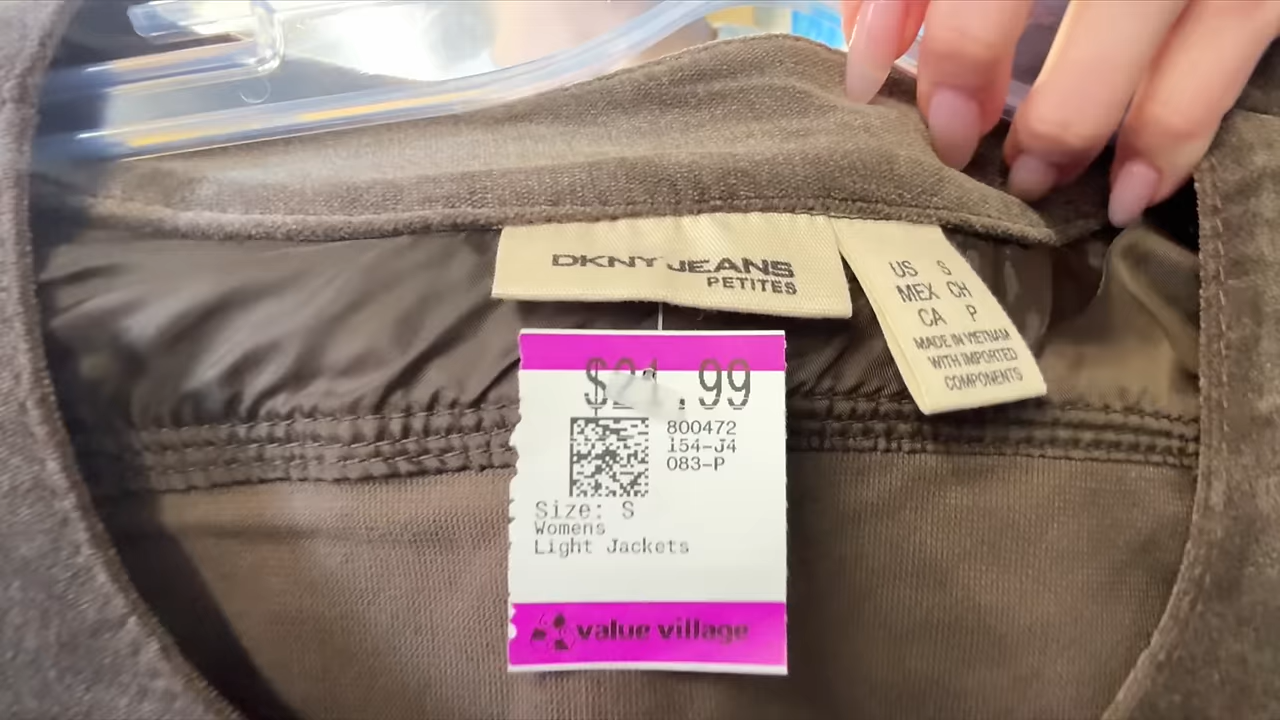 DKNY JEANS
PETITES
US S
MEX CH
CA P
MADE IN VIETNAM
WITH IMPORTED
COMPONENTS
$21.99
800472
154-J4
083-P
Size: S
Womens
Light Jackets
value village